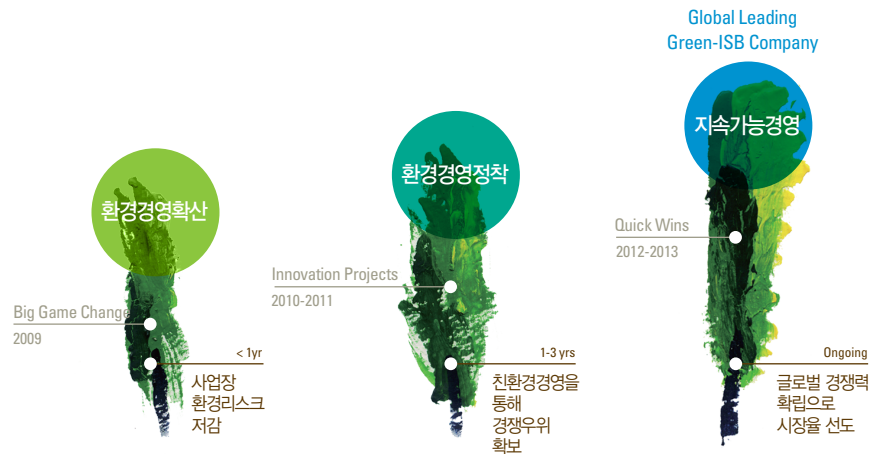 Global Leading
Green-ISB Company
지속가능경영
환경경영정착
환경경영확산
Quick Wins
2012-2013
Innovation Projects
2010-2011
Big Game Change
2009
< 1yr
사업장
환경리스크
저감
1-3 yrs
친환경경영을
통해
경쟁우위
확보
Ongoing
글로벌 경쟁력
확립으로
시장율 선도